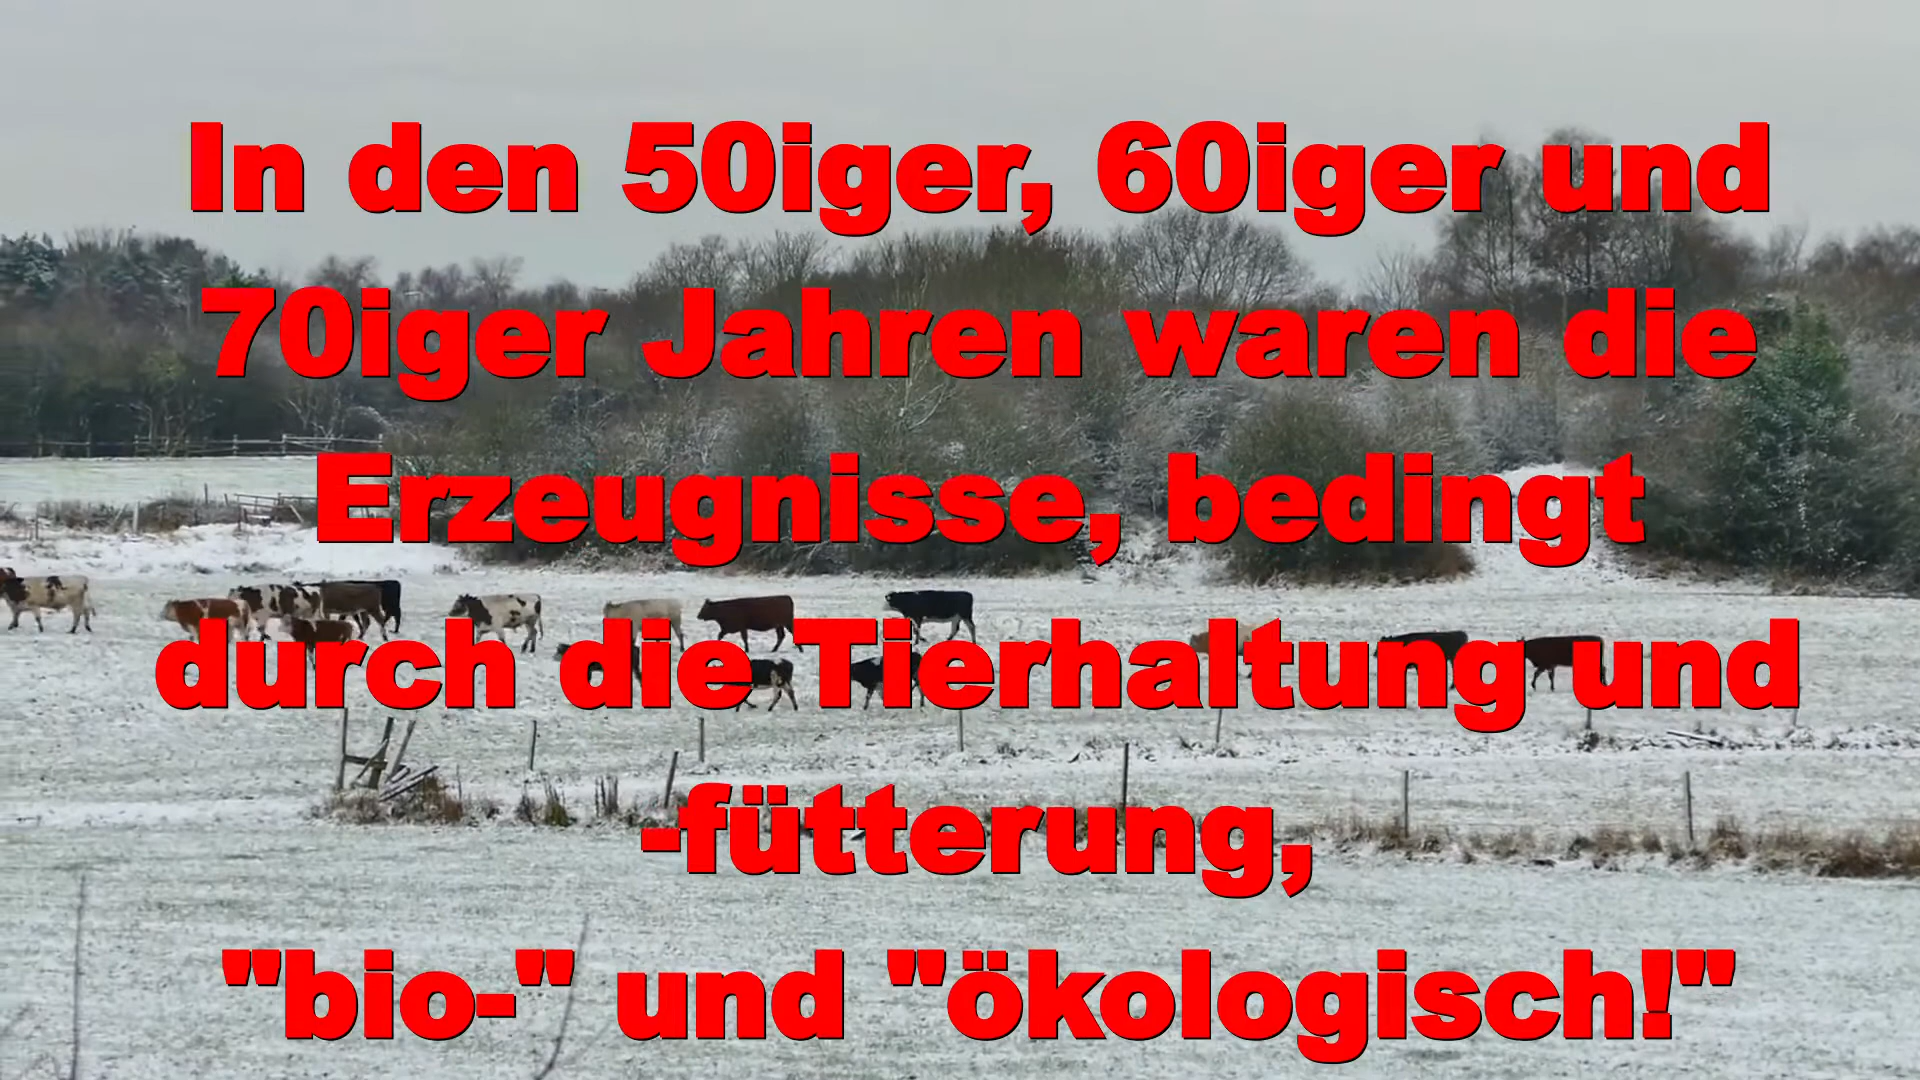 In den 50iger, 60iger und
70iger Jahren waren die
Erzeugnisse, bedingt
durch die Tierhaltung und
-fütterung,
"bio-" und "ökologisch!"